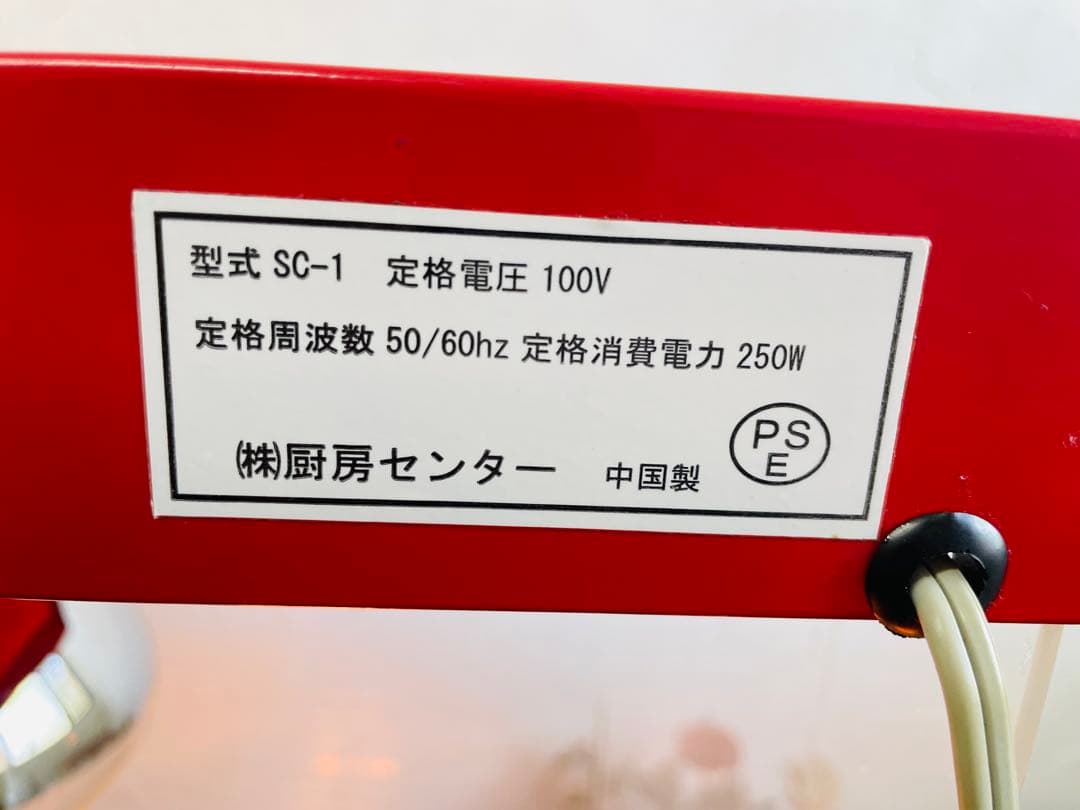 型式 SC-1 定格電圧 100V
定格周波数 50/60hz 定格消費電力 250W
㈱厨房センター 中国製 PSE